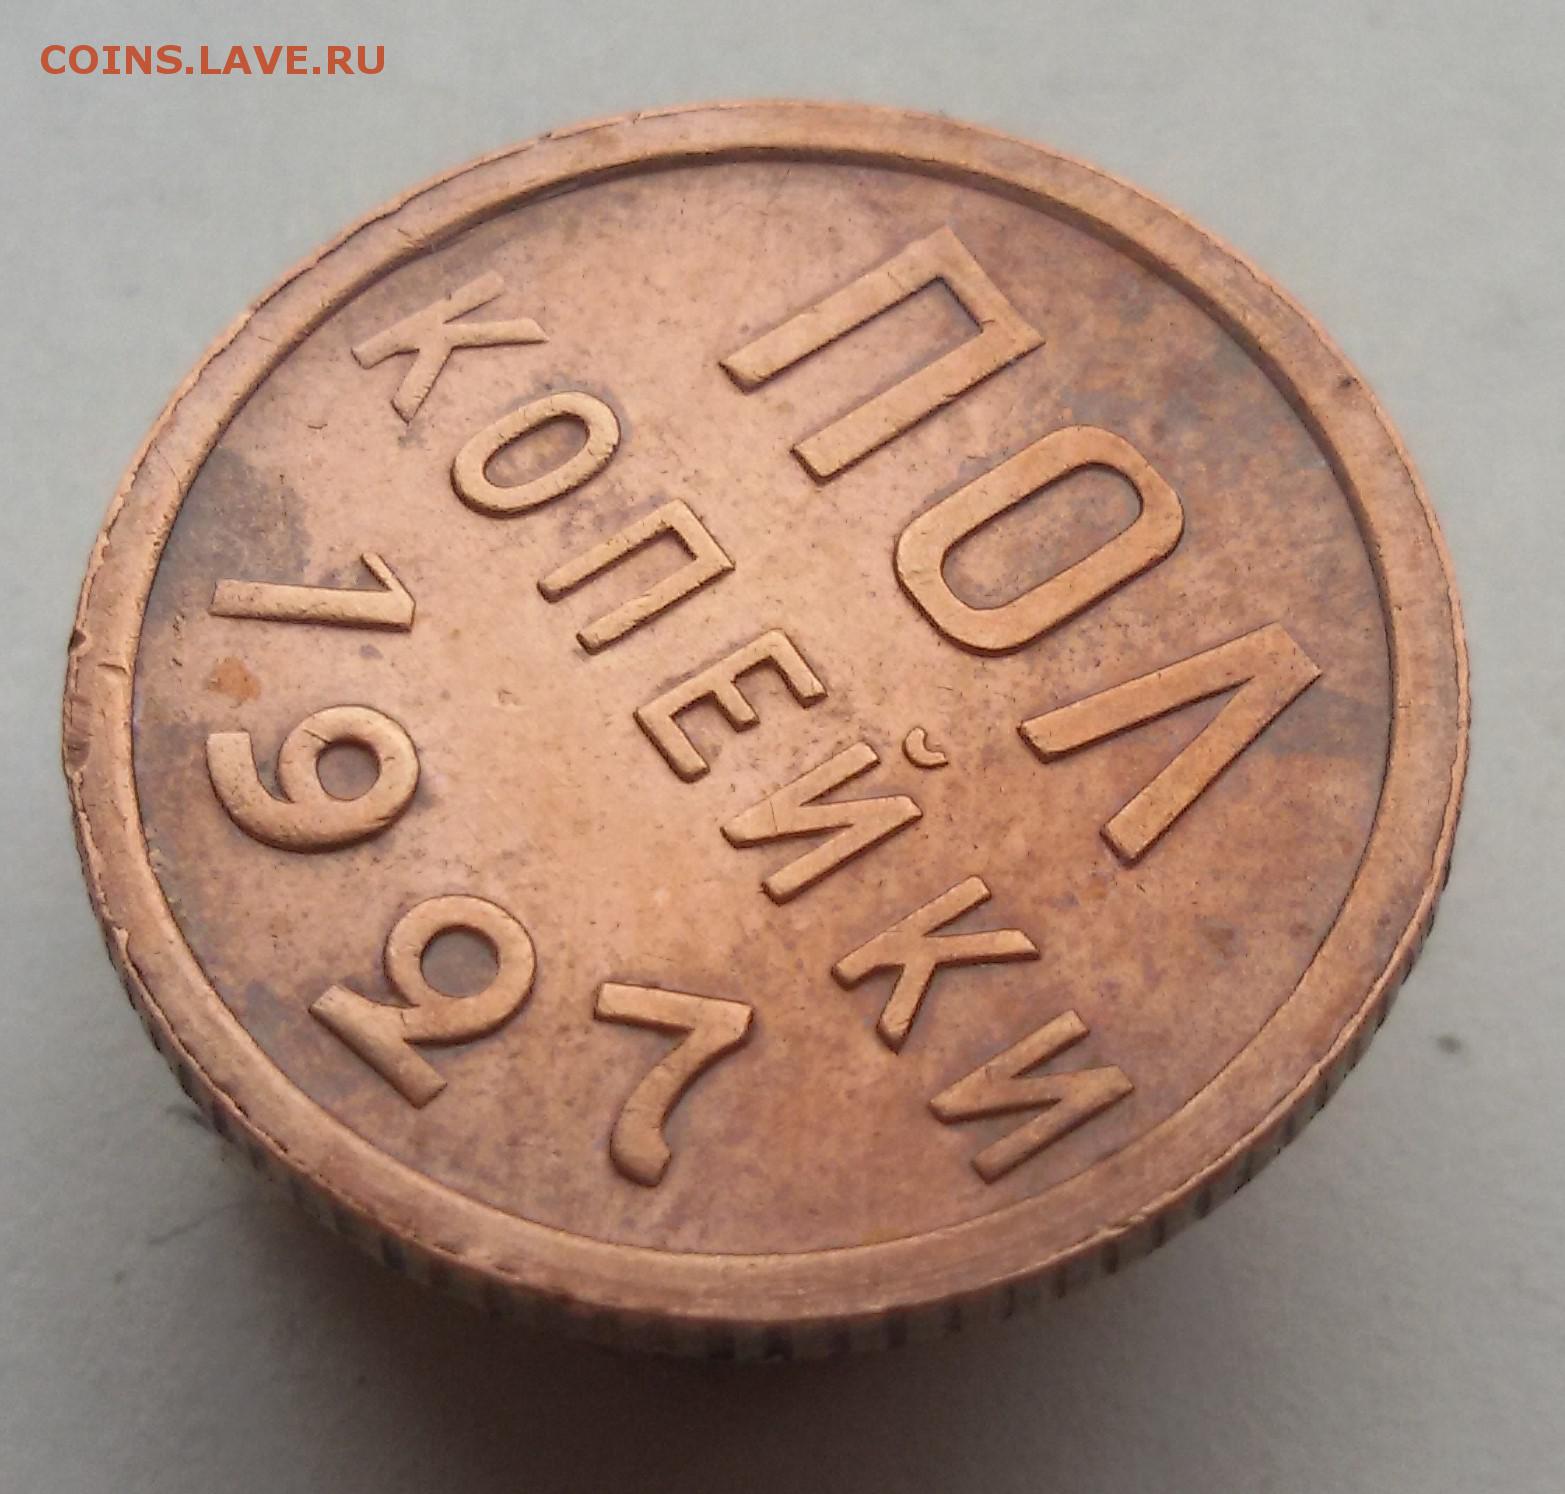 COINS.LAVE.RU
ПОЛ
КОПЕЙКИ
1927